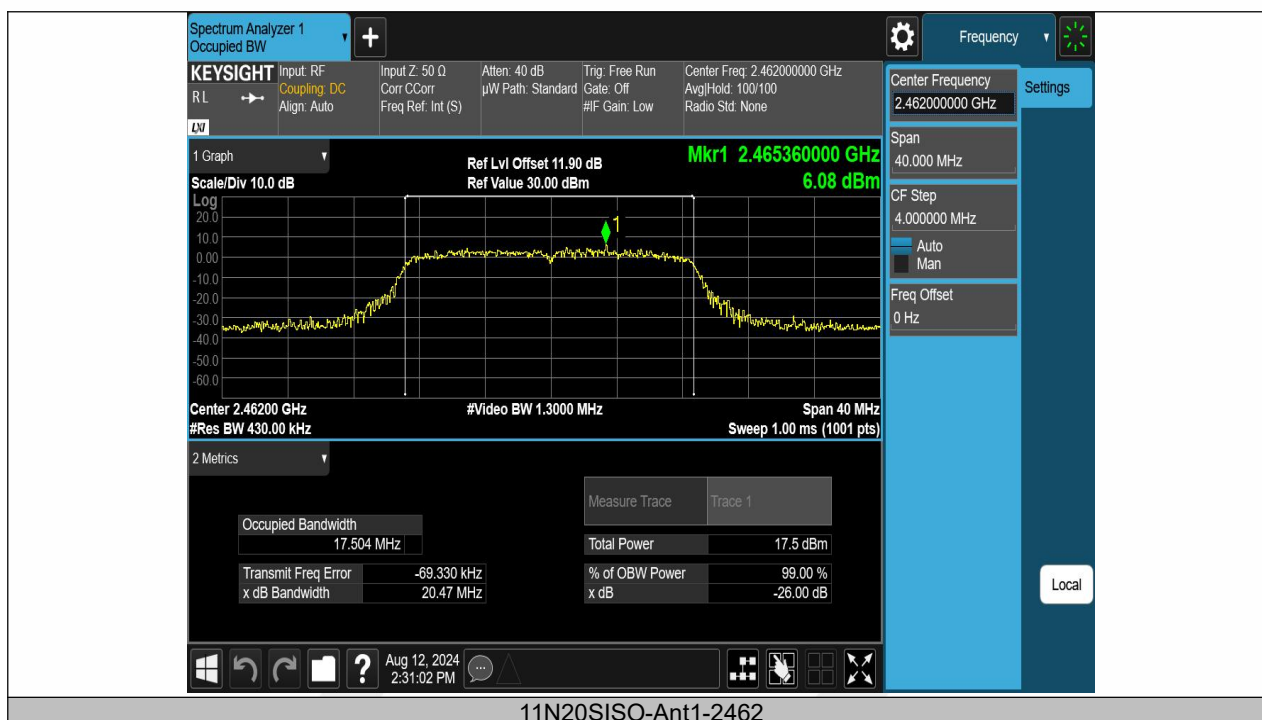 Spectrum Analyzer 1
Occupied BW
+
Frequency
KEYSIGHT
RL
LXI
Input: RF
Coupling: DC
Align: Auto
Input Z: 50 Ω
Corr CCorr
Freq Ref: Int (S)
Atten: 40 dB
µW Path: Standard
Trig: Free Run
Gate: Off
#IF Gain: Low
Center Freq: 2.462000000 GHz
Avg|Hold: 100/100
Radio Std: None
Center Frequency
2.462000000 GHz
Settings
Span
40.000 MHz
CF Step
4.000000 MHz
Auto
Man
Freq Offset
0 Hz
Local
1 Graph
Scale/Div 10.0 dB
Ref Lvl Offset 11.90 dB
Ref Value 30.00 dBm
Mkr1 2.465360000 GHz
6.08 dBm
Log
20.0
10.0
0.00
-10.0
-20.0
-30.0
-40.0
-50.0
-60.0
1
Center 2.46200 GHz
#Video BW 1.3000 MHz
Span 40 MHz
#Res BW 430.00 kHz
Sweep 1.00 ms (1001 pts)
2 Metrics
Measure Trace
Trace 1
Occupied Bandwidth
17.504 MHz
Total Power
17.5 dBm
Transmit Freq Error
-69.330 kHz
% of OBW Power
99.00 %
x dB Bandwidth
20.47 MHz
x dB
-26.00 dB
?
Aug 12, 2024
2:31:02 PM
11N20SISO-Ant1-2462